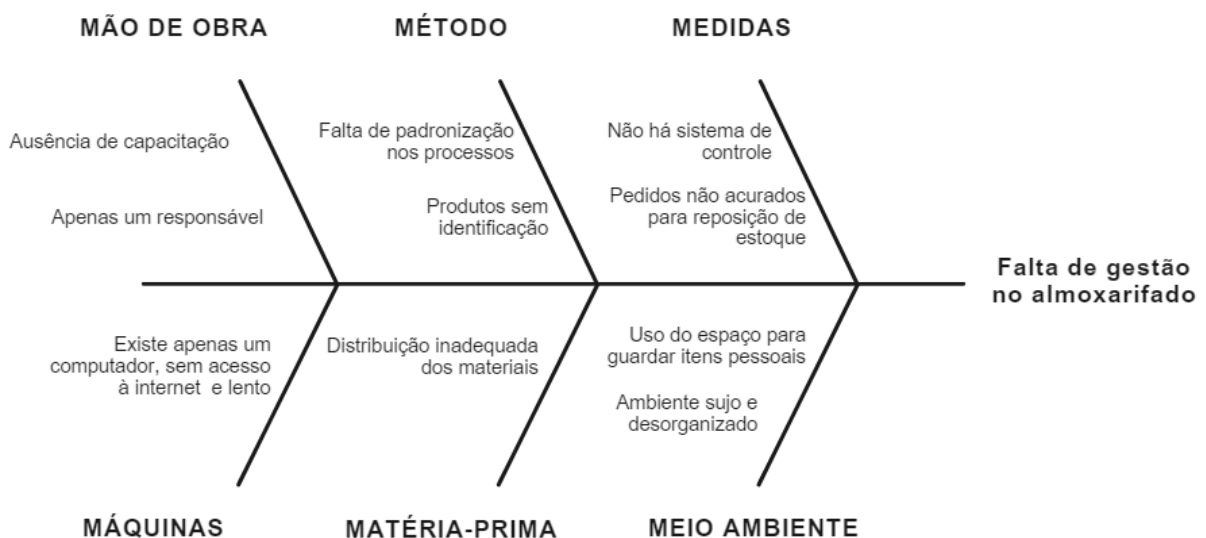 MÃO DE OBRA
MÉTODO
MEDIDAS
Ausência de capacitação
Apenas um responsável
Falta de padronização
nos processos
Produtos sem
identificação
Não há sistema de
controle
Pedidos não acurados
para reposição de
estoque
Falta de gestão
no almoxarifado
Existe apenas um
computador, sem acesso
à internet e lento
Distribuição inadequada
dos materiais
Uso do espaço para
guardar itens pessoais
Ambiente sujo e
desorganizado
MÁQUINAS
MATÉRIA-PRIMA
MEIO AMBIENTE